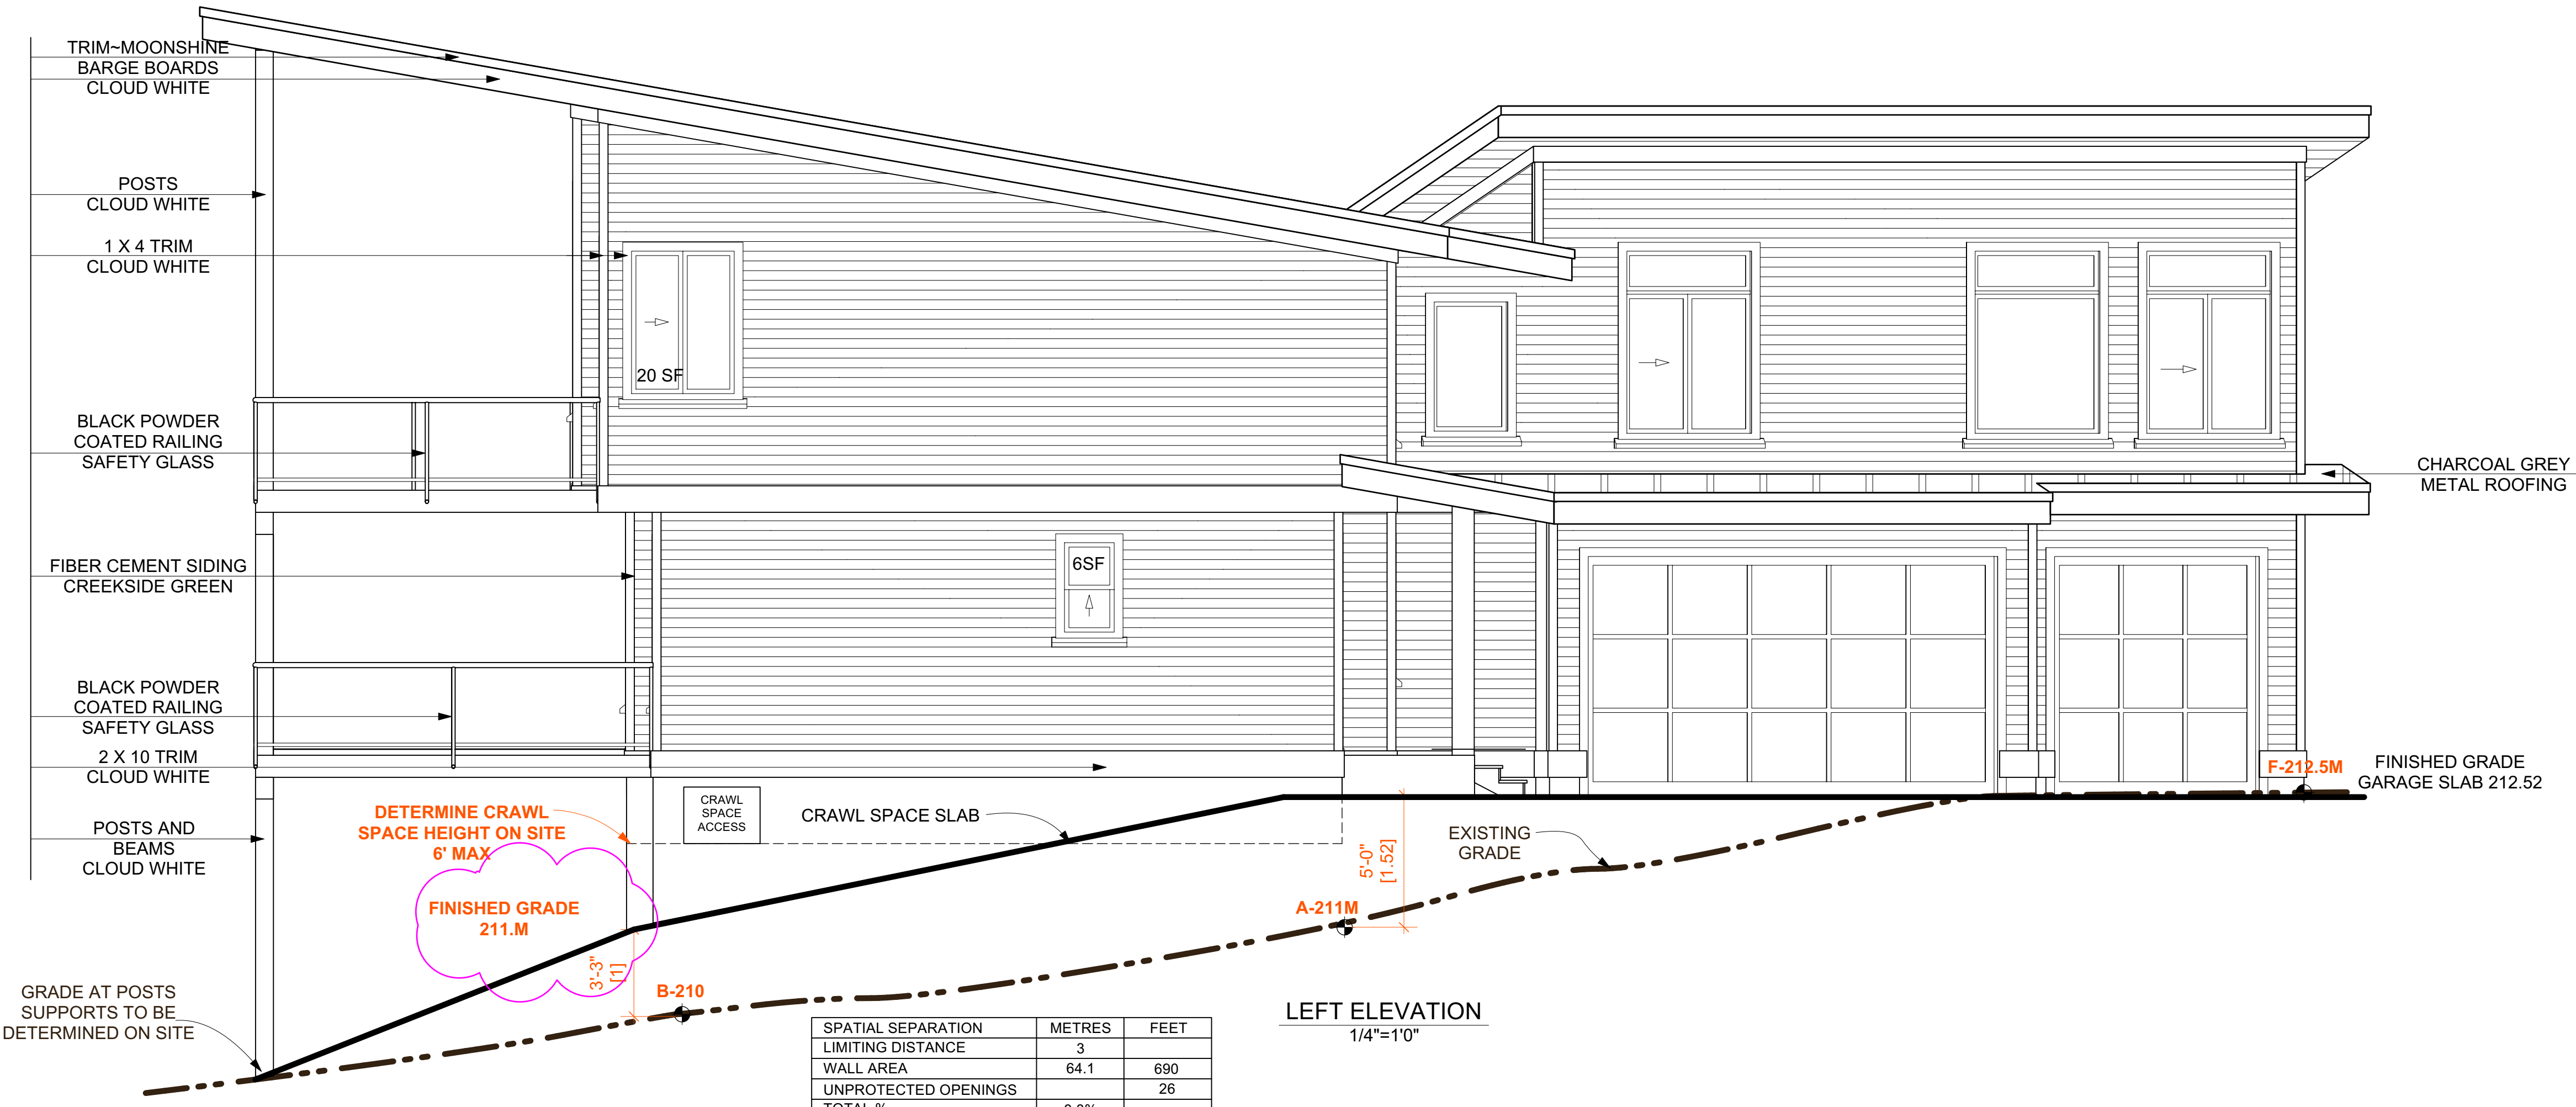 TRIM~MOONSHINE
BARGE BOARDS
CLOUD WHITE
POSTS
CLOUD WHITE
1 X 4 TRIM
CLOUD WHITE
20 SF
BLACK POWDER
COATED RAILING
SAFETY GLASS
CHARCOAL GREY
METAL ROOFING
FIBER CEMENT SIDING
CREEKSIDE GREEN
6SF
BLACK POWDER
COATED RAILING
SAFETY GLASS
2 X 10 TRIM
CLOUD WHITE
F-212.5M
FINISHED GRADE
GARAGE SLAB 212.52
POSTS AND
BEAMS
CLOUD WHITE
DETERMINE CRAWL
SPACE HEIGHT ON SITE
6' MAX
CRAWL
SPACE
ACCESS
CRAWL SPACE SLAB
EXISTING
GRADE
5'-0"
[1.52]
FINISHED GRADE
211.M
A-211M
3'-3"
[1]
B-210
GRADE AT POSTS
SUPPORTS TO BE
DETERMINED ON SITE
LEFT ELEVATION
1/4"=1'0"
SPATIAL SEPARATION METRES FEET
LIMITING DISTANCE 3
WALL AREA 64.1 690
UNPROTECTED OPENINGS 26
TOTAL %